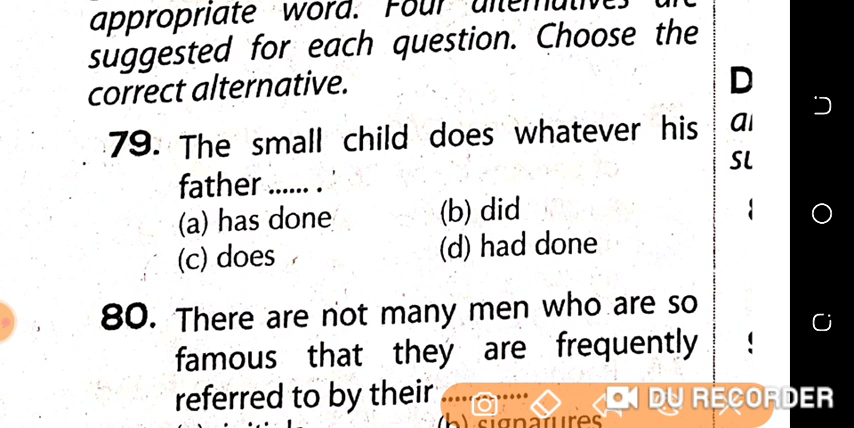 appropriate word. Four alternatives are
suggested for each question. Choose the
correct alternative.
79. The small child does whatever his
father ...... .
(a) has done (b) did
(c) does (d) had done
80. There are not many men who are so
famous that they are frequently
referred to by their ............
(b) signatures
D
DU RECORDER